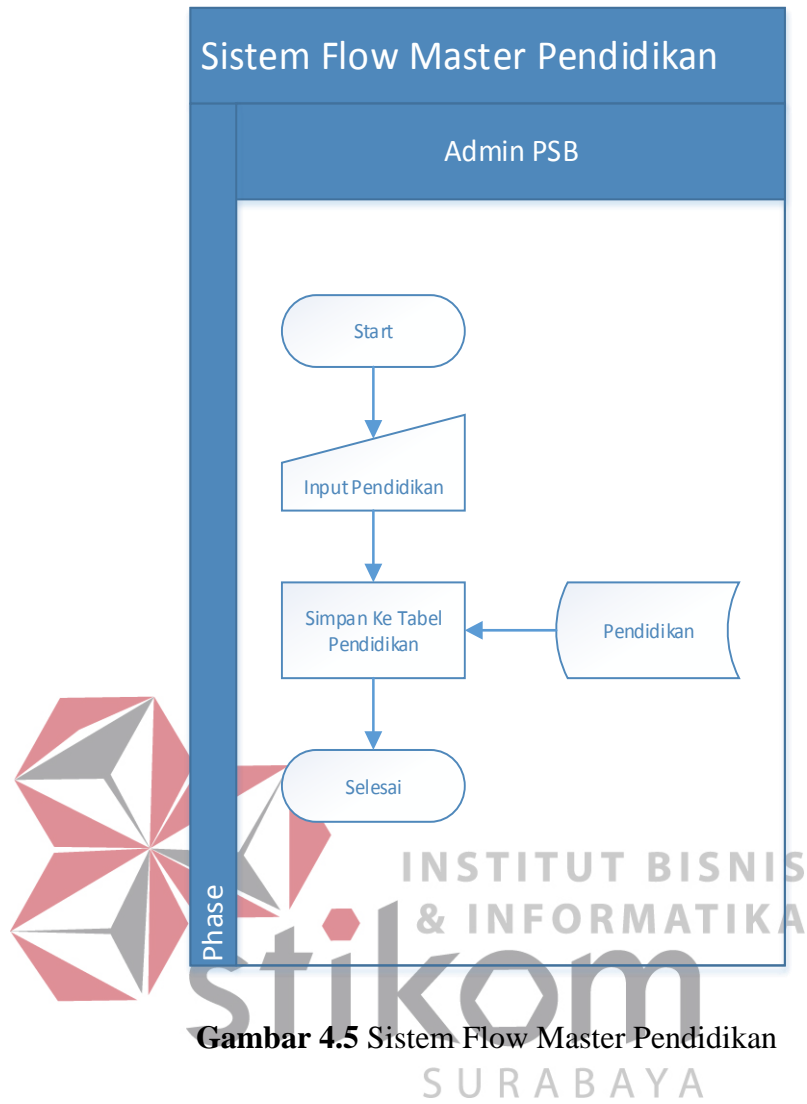 Sistem Flow Master Pendidikan
Admin PSB
Start
Input Pendidikan
Simpan Ke Tabel
Pendidikan
Pendidikan
Selesai
Phase
INSTITUT BISNIS
& INFORMATIKA
stikom
SURABAYA
Gambar 4.5 Sistem Flow Master Pendidikan